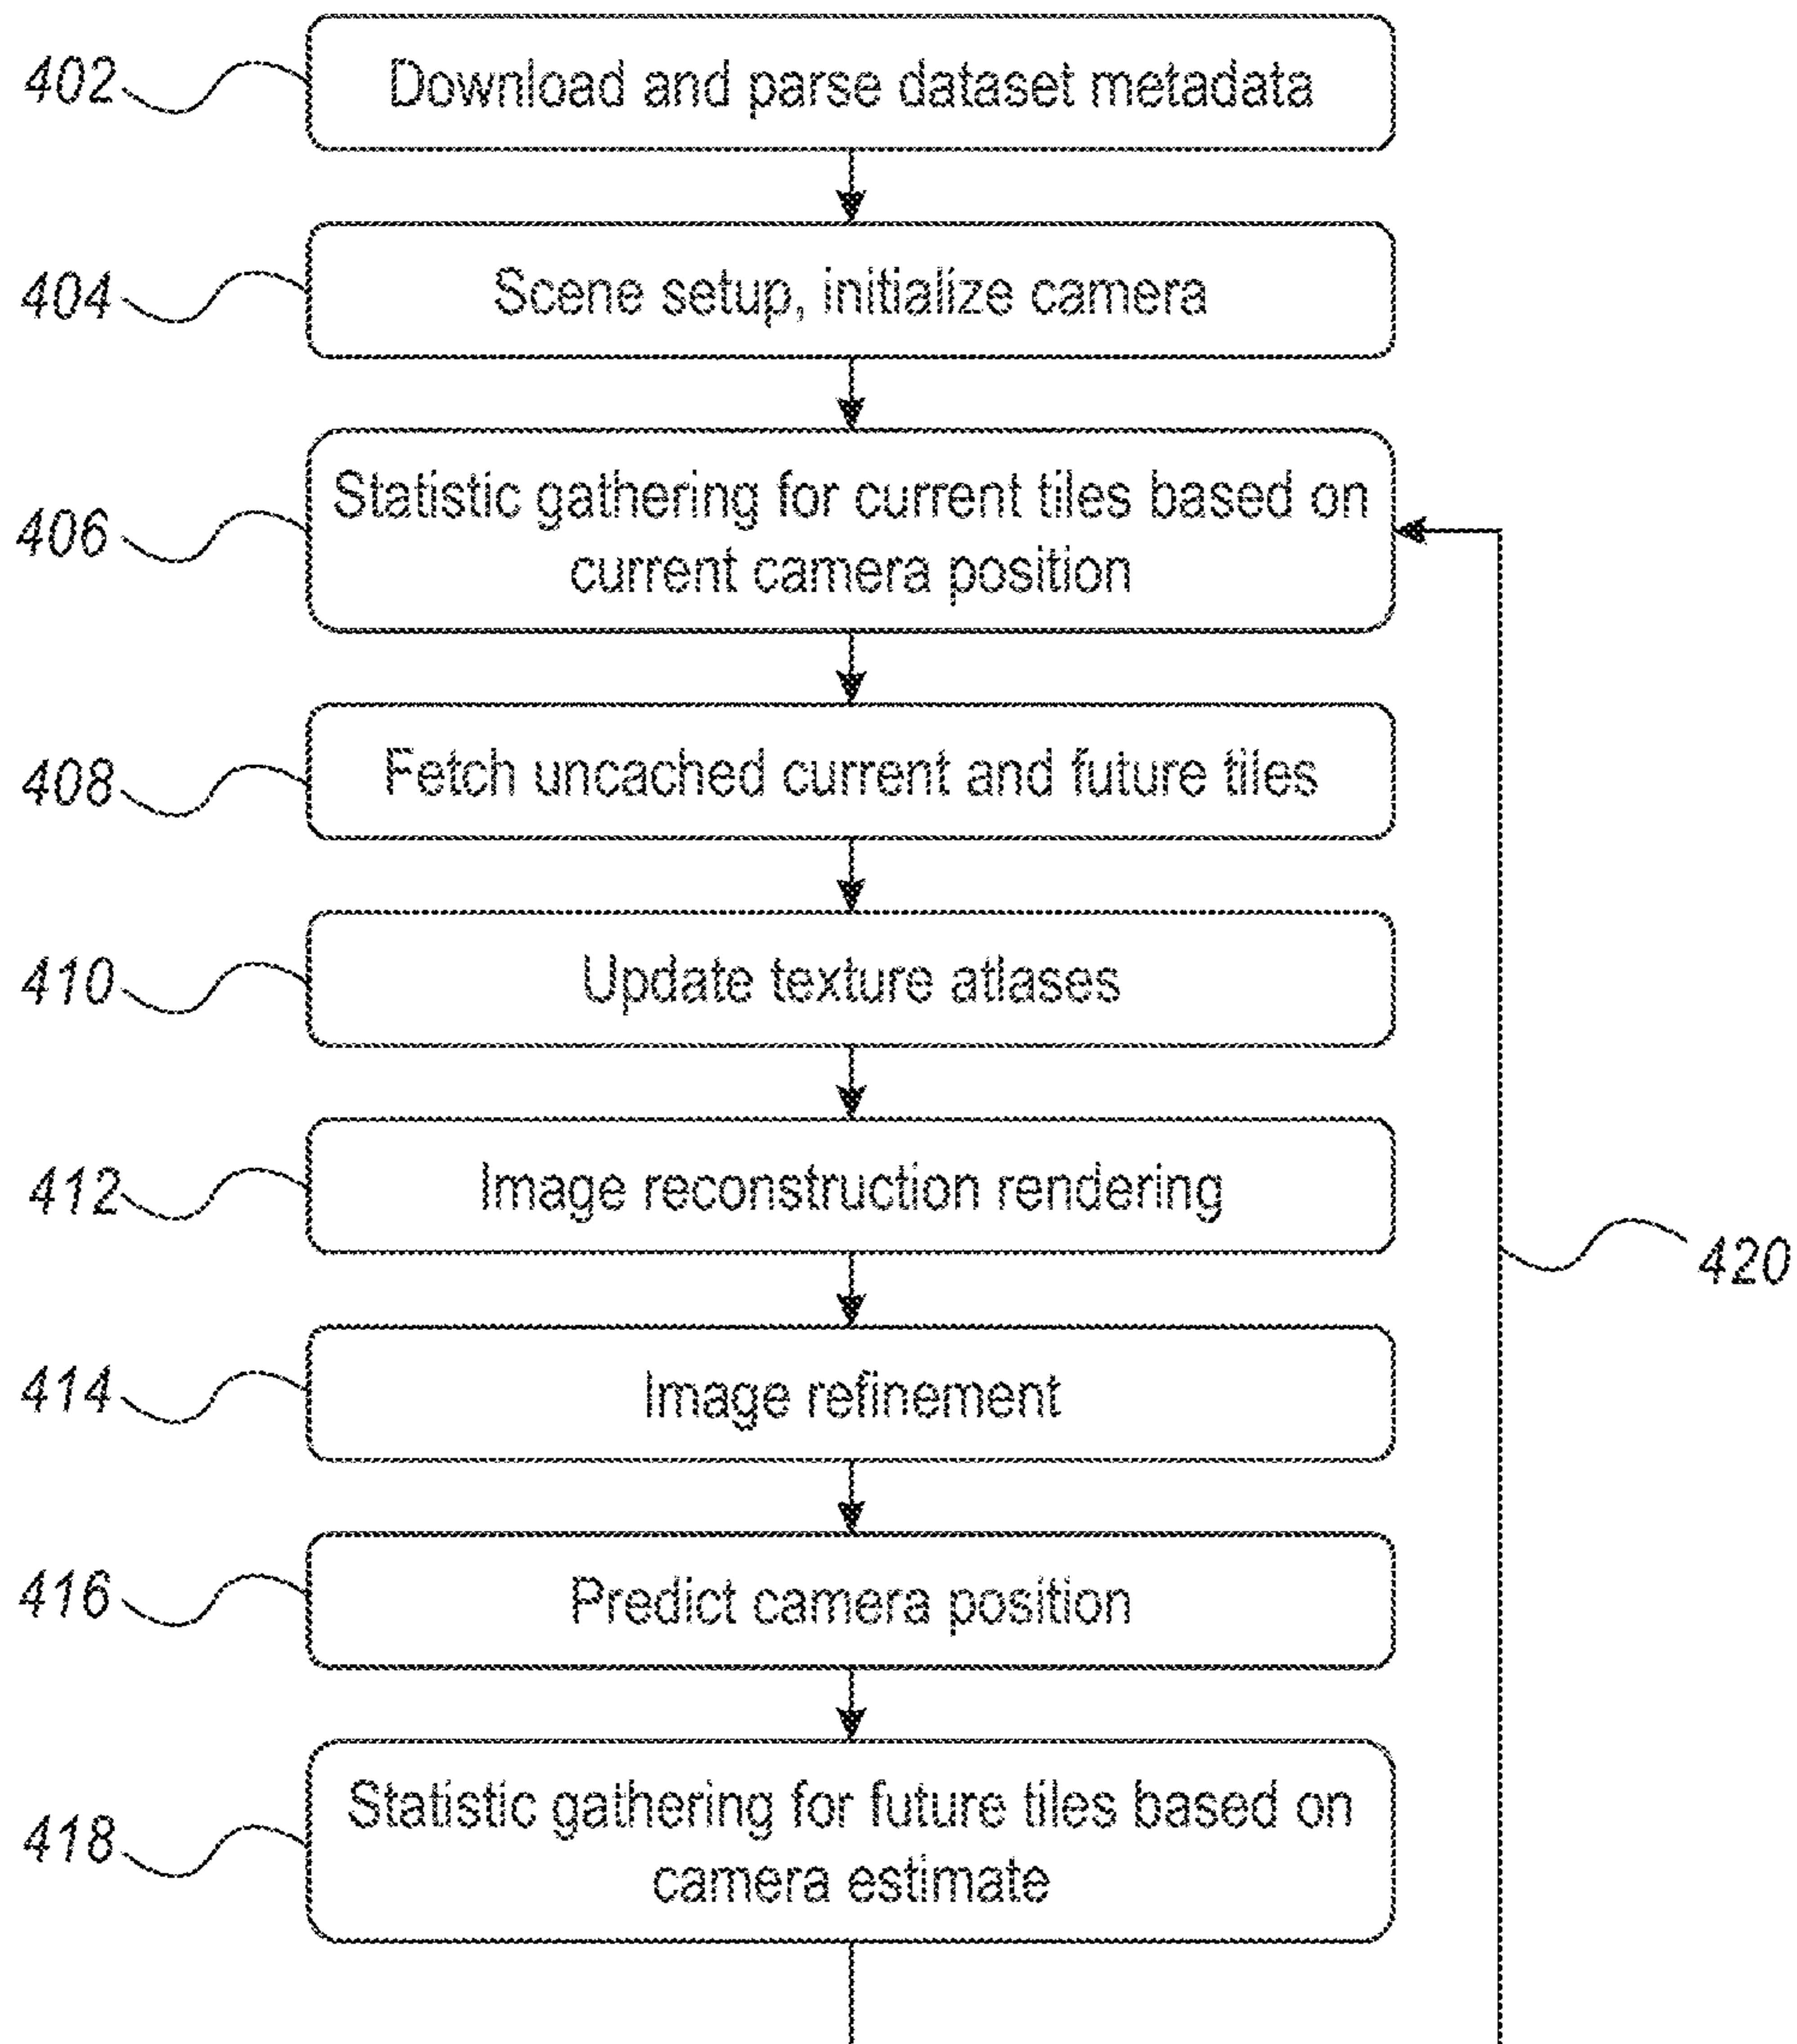 402
Download and parse dataset metadata
404
Scene setup, initialize camera
406
Statistic gathering for current tiles based on
current camera position
408
Fetch uncached current and future tiles
410
Update texture atlases
412
Image reconstruction rendering
420
414
Image refinement
416
Predict camera position
418
Statistic gathering for future tiles based on
camera estimate